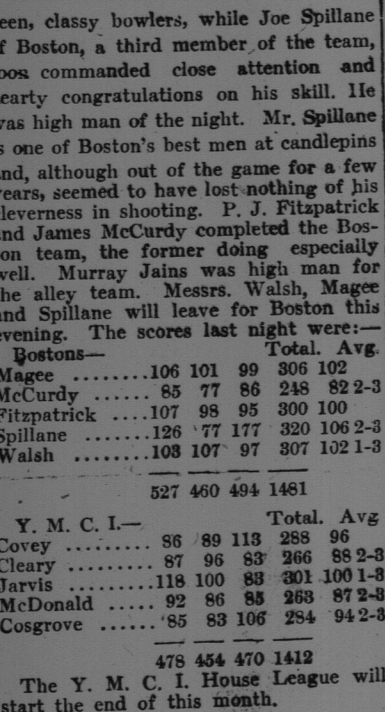 een, classy bowlers, while Joe Spillane
f Boston, a third member of the team,
commanded close attention and
earty congratulations on his skill. He
was high man of the night. Mr. Spillane
s one of Boston's best men at candlepins
nd, although out of the game for a few
ears, seemed to have lost nothing of his
leverness in shooting. P. J. Fitzpatrick
nd James McCurdy completed the Bos-
on team, the former doing especially
well. Murray Jains was high man for
he alley team. Messrs. Walsh, Magee
and Spillane will leave for Boston this
evening. The scores last night were:—
Bostons— Total. Avg.
Magee ........106 101 99 306 102
McCurdy ...... 85 77 86 248 82 2-3
Fitzpatrick ....107 98 95 300 100
Spillane .......126 77 177 320 106 2-3
Walsh ........103 107 97 307 102 1-3
527 460 494 1481
Y. M. C. I.— Total. Avg
Covey ......... 86 89 113 288 96
Cleary ......... 87 96 83 266 88 2-3
Jarvis .........118 100 83 301 100 1-3
McDonald ..... 92 86 85 263 87 2-3
Cosgrove ...... 85 83 106 284 94 2-3
478 454 470 1412
The Y. M. C. I. House League will
start the end of this month.